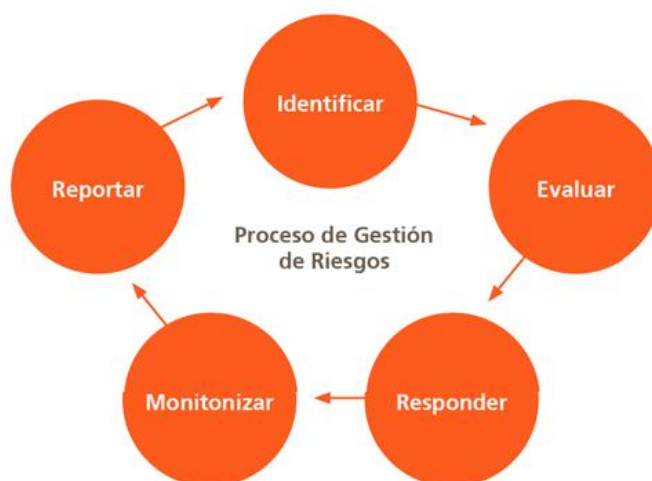 Identificar
Reportar
Evaluar
Proceso de Gestión
de Riesgos
Monitonizar
Responder